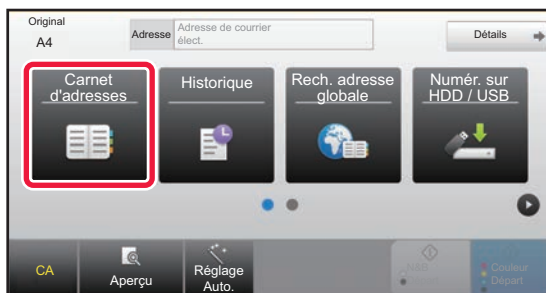 Original
A4
Adresse
Adresse de courrier
élect.
Détails
Carnet
d'adresses
Historique
Rech. adresse
globale
Numér. sur
HDD / USB
CA
Aperçu
Réglage
Auto.
N&B
Départ
Couleur
Départ